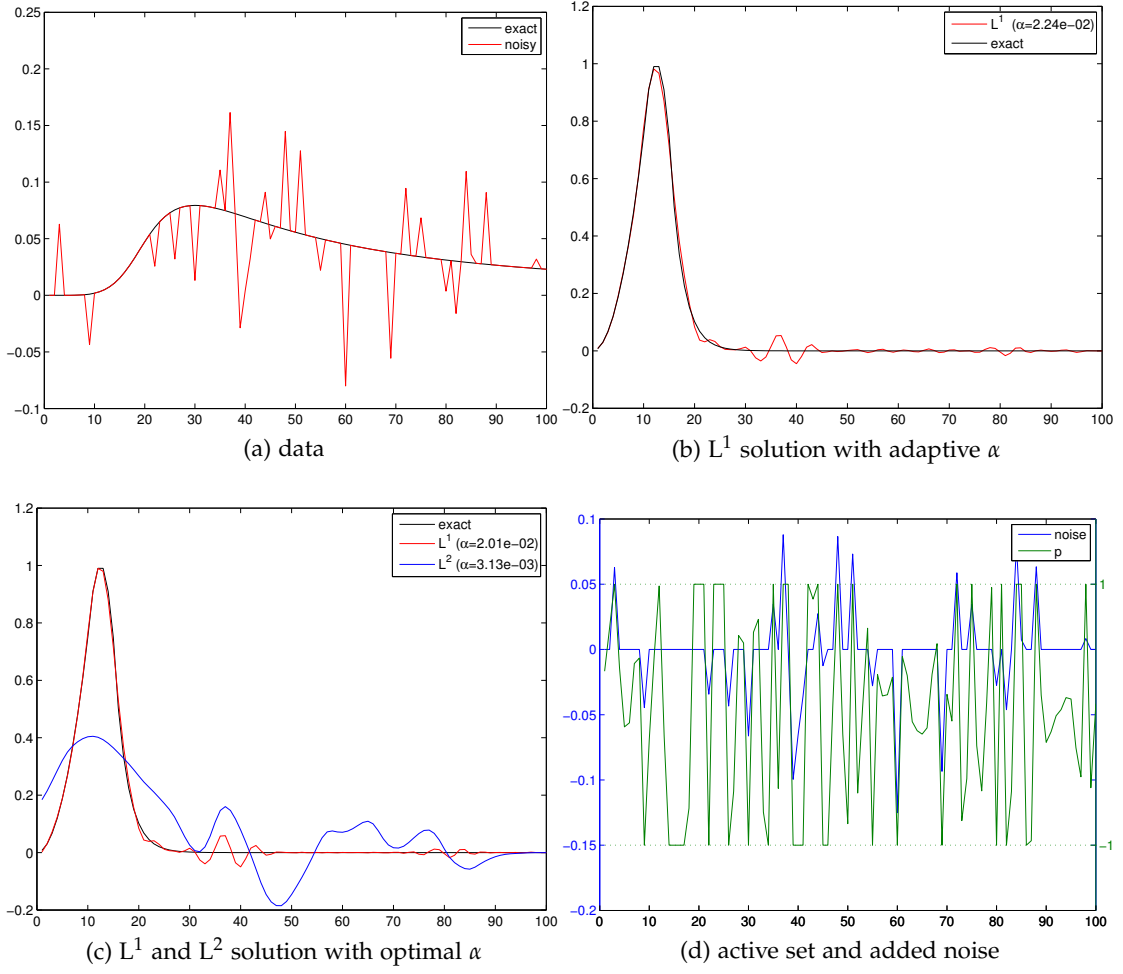 0.25
0.2
0.15
0.1
0.05
0
−0.05
−0.1
0 10 20 30 40 50 60 70 80 90 100
exact
noisy
(a) data
1.2
1
0.8
0.6
0.4
0.2
0
−0.2
0 10 20 30 40 50 60 70 80 90 100
L¹ (α=2.24e−02)
exact
(b) L¹ solution with adaptive α
1.2
1
0.8
0.6
0.4
0.2
0
−0.2
0 10 20 30 40 50 60 70 80 90 100
exact
L¹ (α=2.01e−02)
L² (α=3.13e−03)
(c) L¹ and L² solution with optimal α
0.1
0.05
0
−0.05
−0.1
−0.15
−0.2
0 10 20 30 40 50 60 70 80 90 100
1
−1
noise
p
(d) active set and added noise